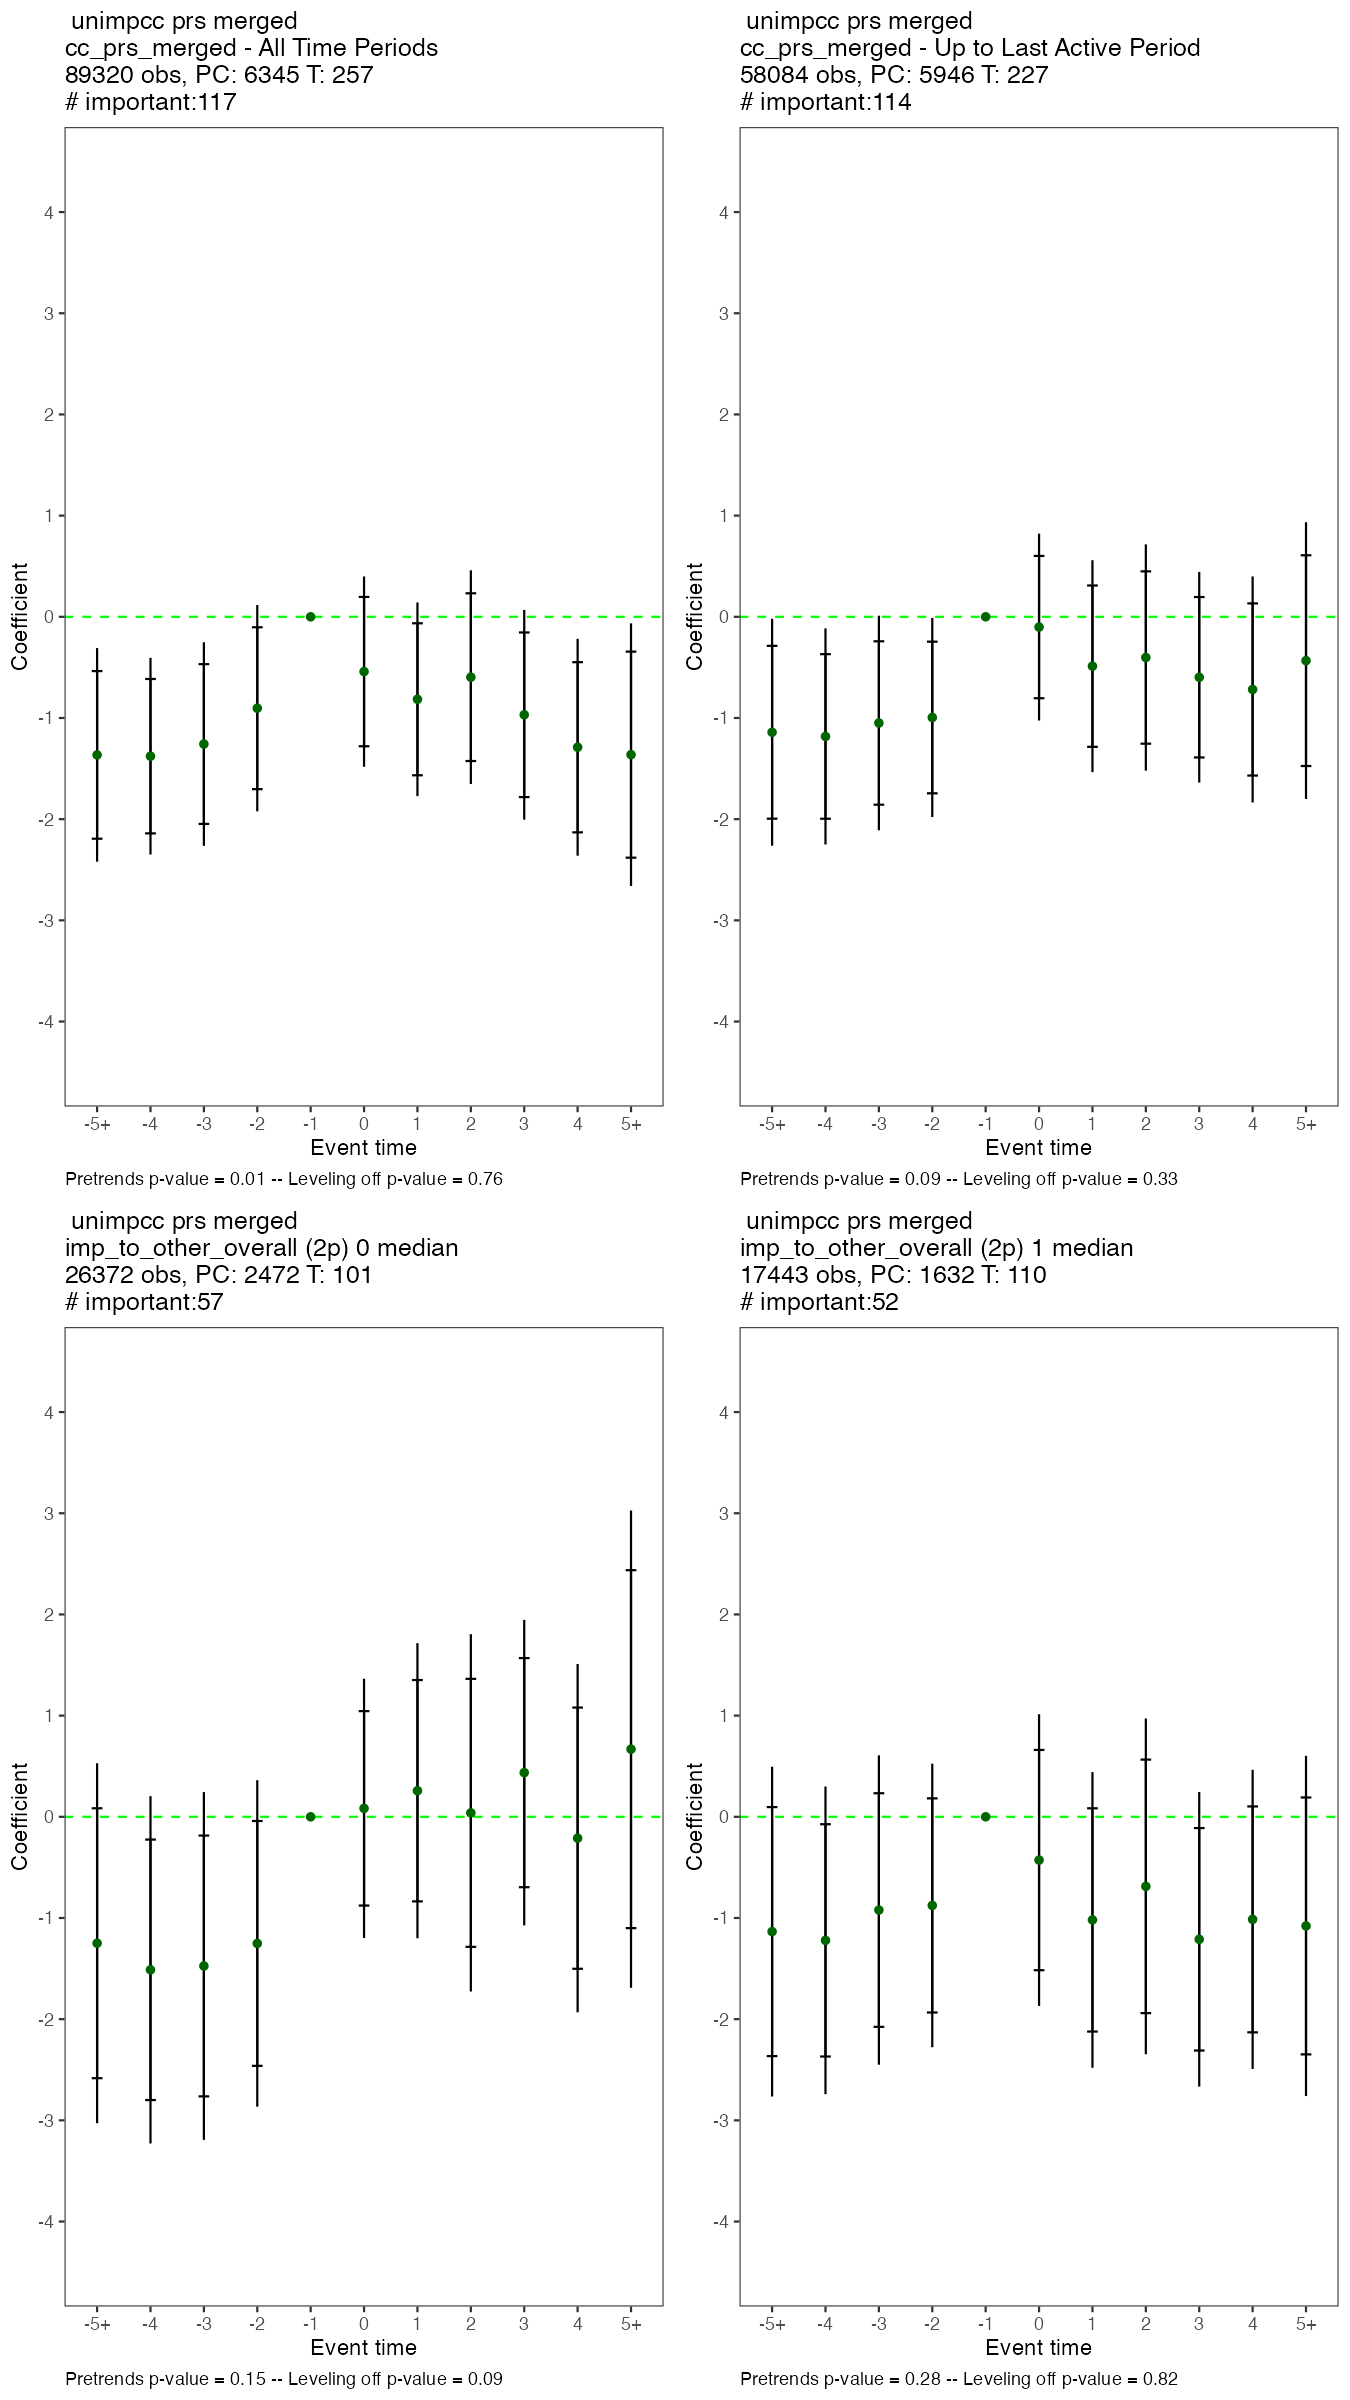 unimpcc prs merged
cc_prs_merged - All Time Periods
89320 obs, PC: 6345 T: 257
# important:117
4
3
2
1
0
-1
-2
-3
-4
Coefficient
-5+ -4 -3 -2 -1 0 1 2 3 4 5+
Event time
Pretrends p-value = 0.01 -- Leveling off p-value = 0.76
unimpcc prs merged
cc_prs_merged - Up to Last Active Period
58084 obs, PC: 5946 T: 227
# important:114
4
3
2
1
0
-1
-2
-3
-4
Coefficient
-5+ -4 -3 -2 -1 0 1 2 3 4 5+
Event time
Pretrends p-value = 0.09 -- Leveling off p-value = 0.33
unimpcc prs merged
imp_to_other_overall (2p) 0 median
26372 obs, PC: 2472 T: 101
# important:57
4
3
2
1
0
-1
-2
-3
-4
Coefficient
-5+ -4 -3 -2 -1 0 1 2 3 4 5+
Event time
Pretrends p-value = 0.15 -- Leveling off p-value = 0.09
unimpcc prs merged
imp_to_other_overall (2p) 1 median
17443 obs, PC: 1632 T: 110
# important:52
4
3
2
1
0
-1
-2
-3
-4
Coefficient
-5+ -4 -3 -2 -1 0 1 2 3 4 5+
Event time
Pretrends p-value = 0.28 -- Leveling off p-value = 0.82